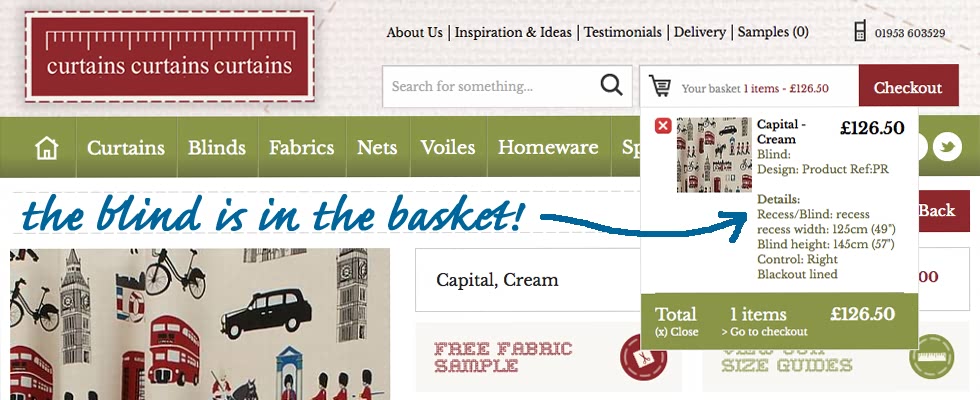 About Us | Inspiration & Ideas | Testimonials | Delivery | Samples (0)
01953 603529
curtains curtains curtains
Search for something...
Your basket 1 items - £126.50
Checkout
Curtains
Blinds
Fabrics
Nets
Voiles
Homeware
Sp
Capital -
Cream
£126.50
Blind:
Design: Product Ref:PR
Details:
Recess/Blind: recess
recess width: 125cm (49")
Blind height: 145cm (57")
Control: Right
Blackout lined
Total 1 items £126.50
(x) Close > Go to checkout
the blind is in the basket!
Back
Capital, Cream
00
FREE FABRIC
SAMPLE
SIZE GUIDES